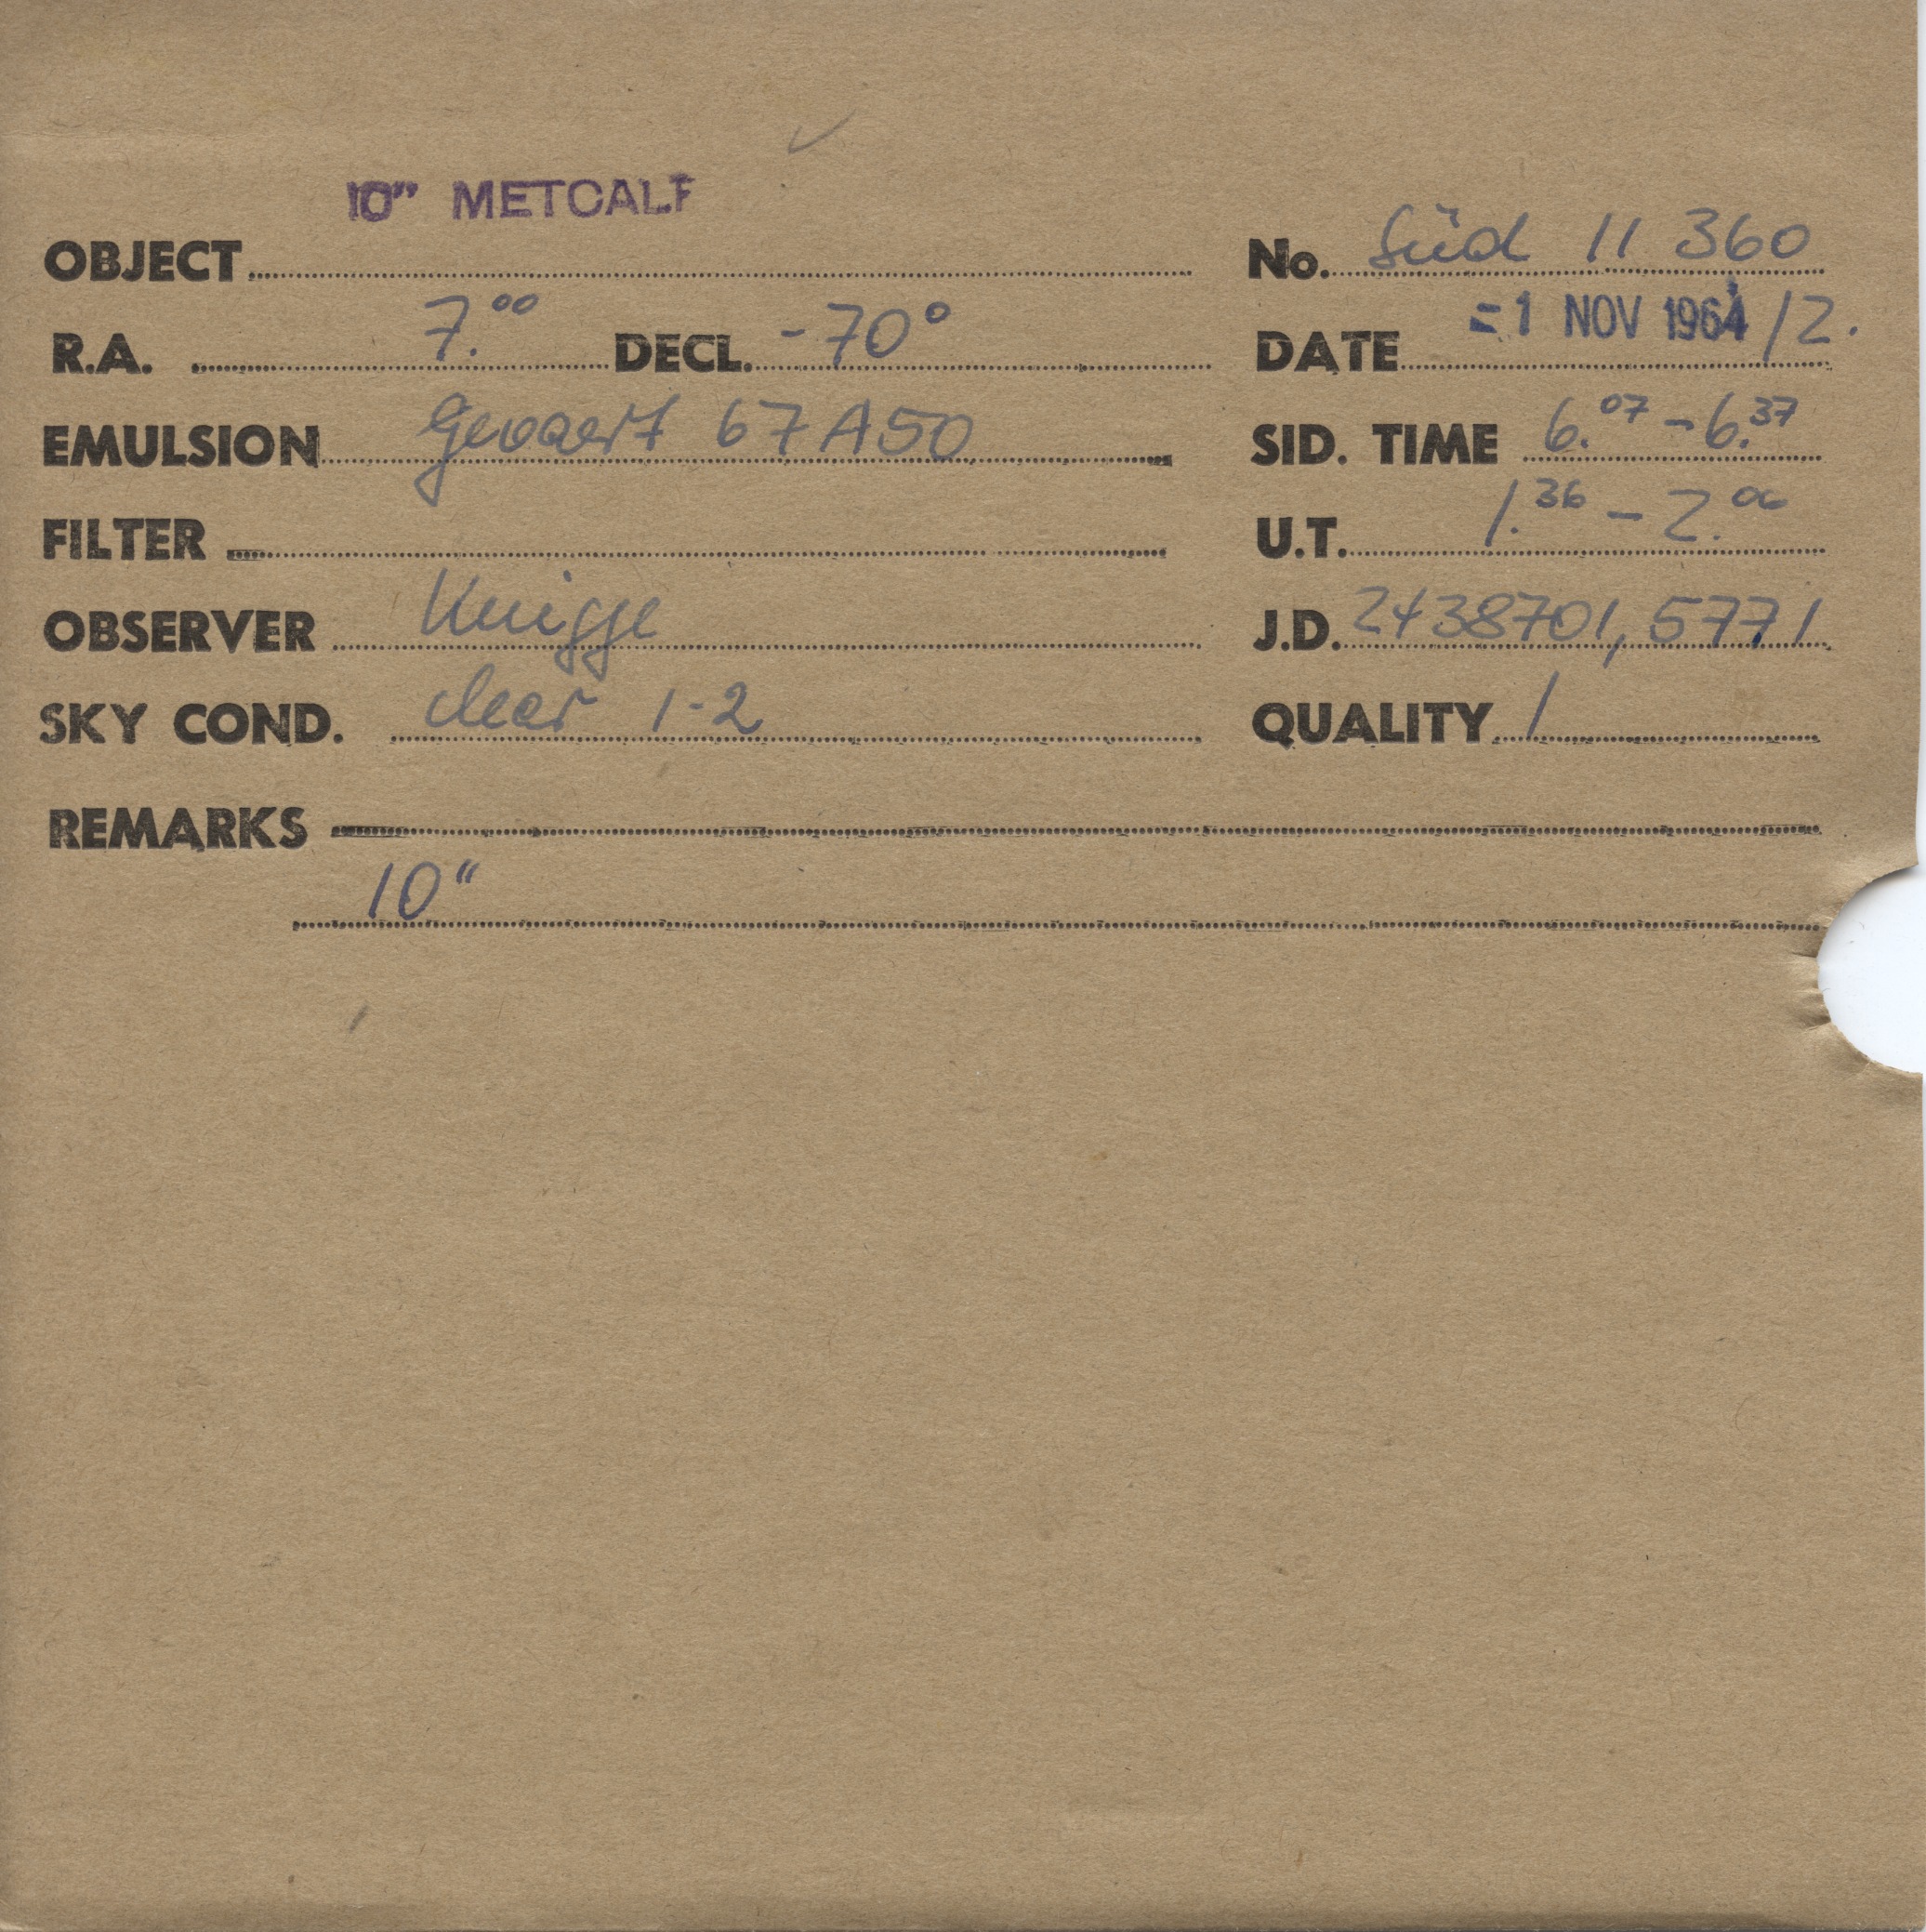 10" METCALF
OBJECT No. Süd 11 360
R.A. 7.00 DECL. -70° DATE -1 NOV 1964 /2.
EMULSION Gevaert 67A50 SID. TIME 6.07 - 6.37
FILTER U.T. 1.36 - 2.06
OBSERVER Knigge J.D. 2438701,5771
SKY COND. clear 1-2 QUALITY 1
REMARKS
10"